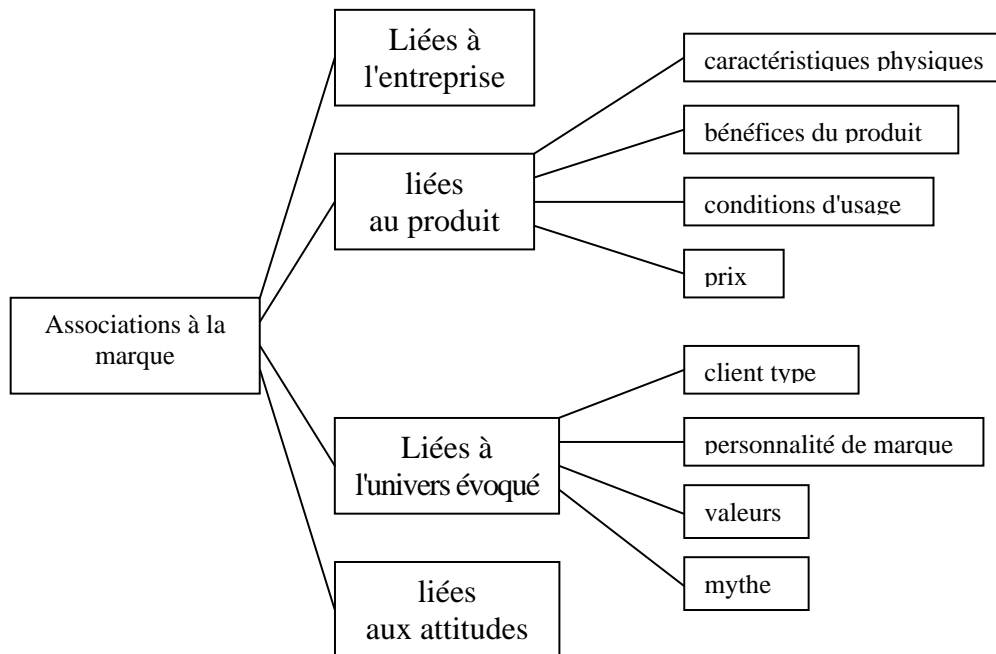 Associations à la
marque
Liées à
l'entreprise
liées
au produit
caractéristiques physiques
bénéfices du produit
conditions d'usage
prix
Liées à
l'univers évoqué
client type
personnalité de marque
valeurs
mythe
liées
aux attitudes